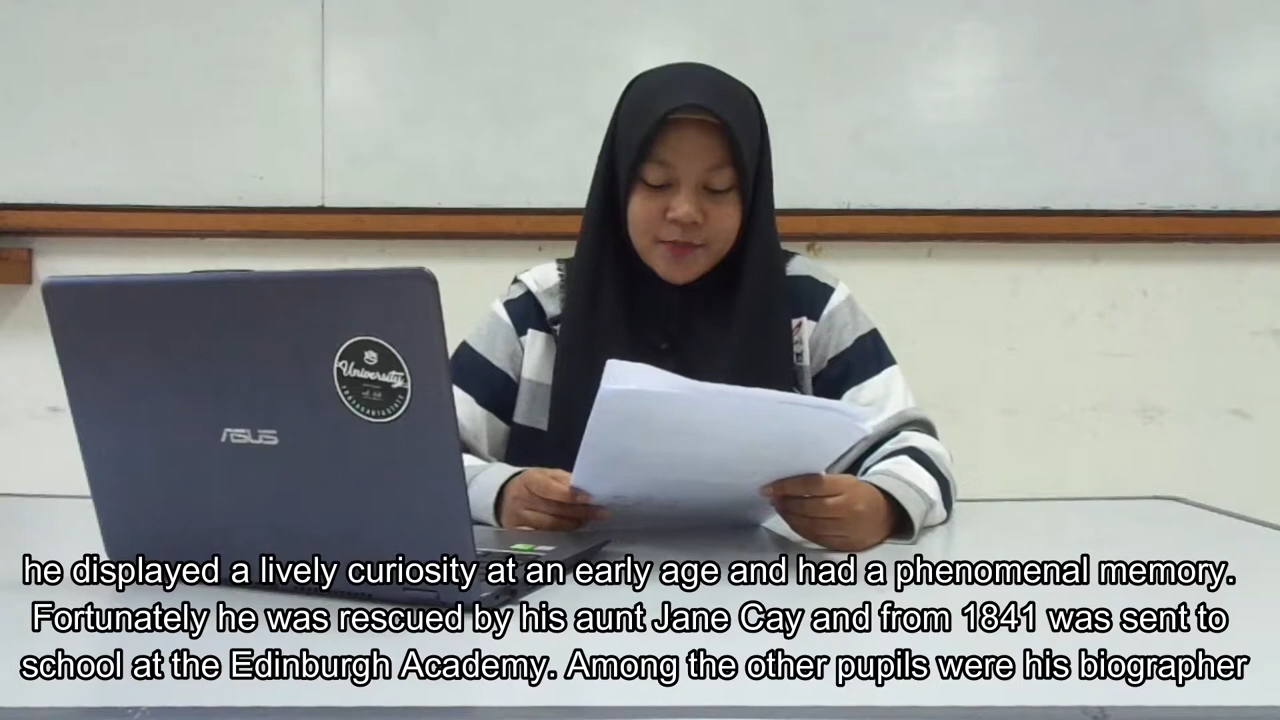 University
ASUS
he displayed a lively curiosity at an early age and had a phenomenal memory.
Fortunately he was rescued by his aunt Jane Cay and from 1841 was sent to
school at the Edinburgh Academy. Among the other pupils were his biographer